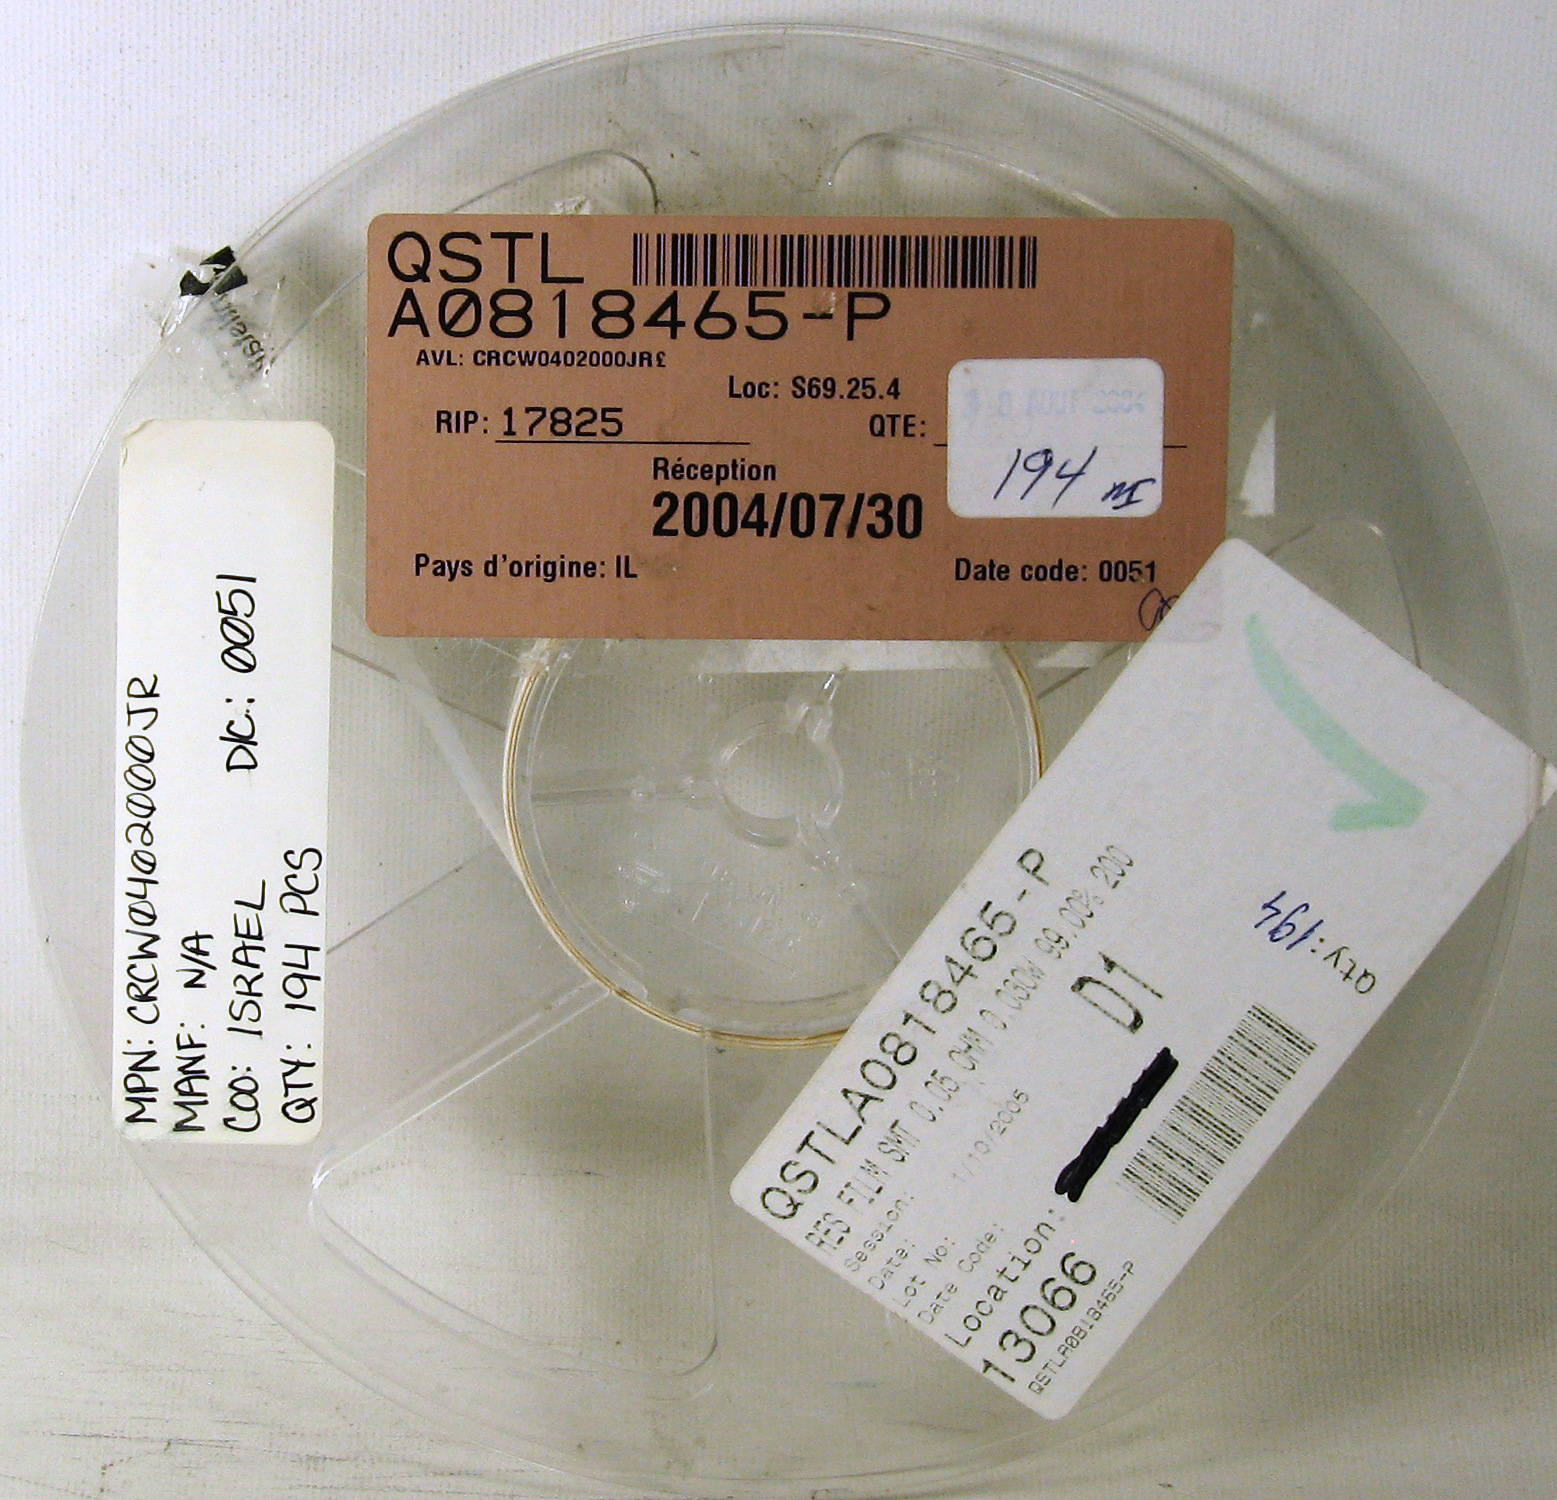 QSTL
A0818465-P
AVL: CRCW0402000JR£
Loc: S69.25.4
RIP: 17825
QTE:
194
Réception
2004/07/30
Pays d'origine: IL
Date code: 0051
MPN: CRCW0402000JR
MANF: N/A
COO: ISRAEL D/C: 0051
QTY: 194 PCS
QSTLA0818465-P
RES FILM SMT 0.05 OHM 0.030W 99.00% 200
Session:
Date: 1/10/2005
Lot No:
Date Code:
D1
Location:
13066
QSTLA0818465-P
Qty: 194